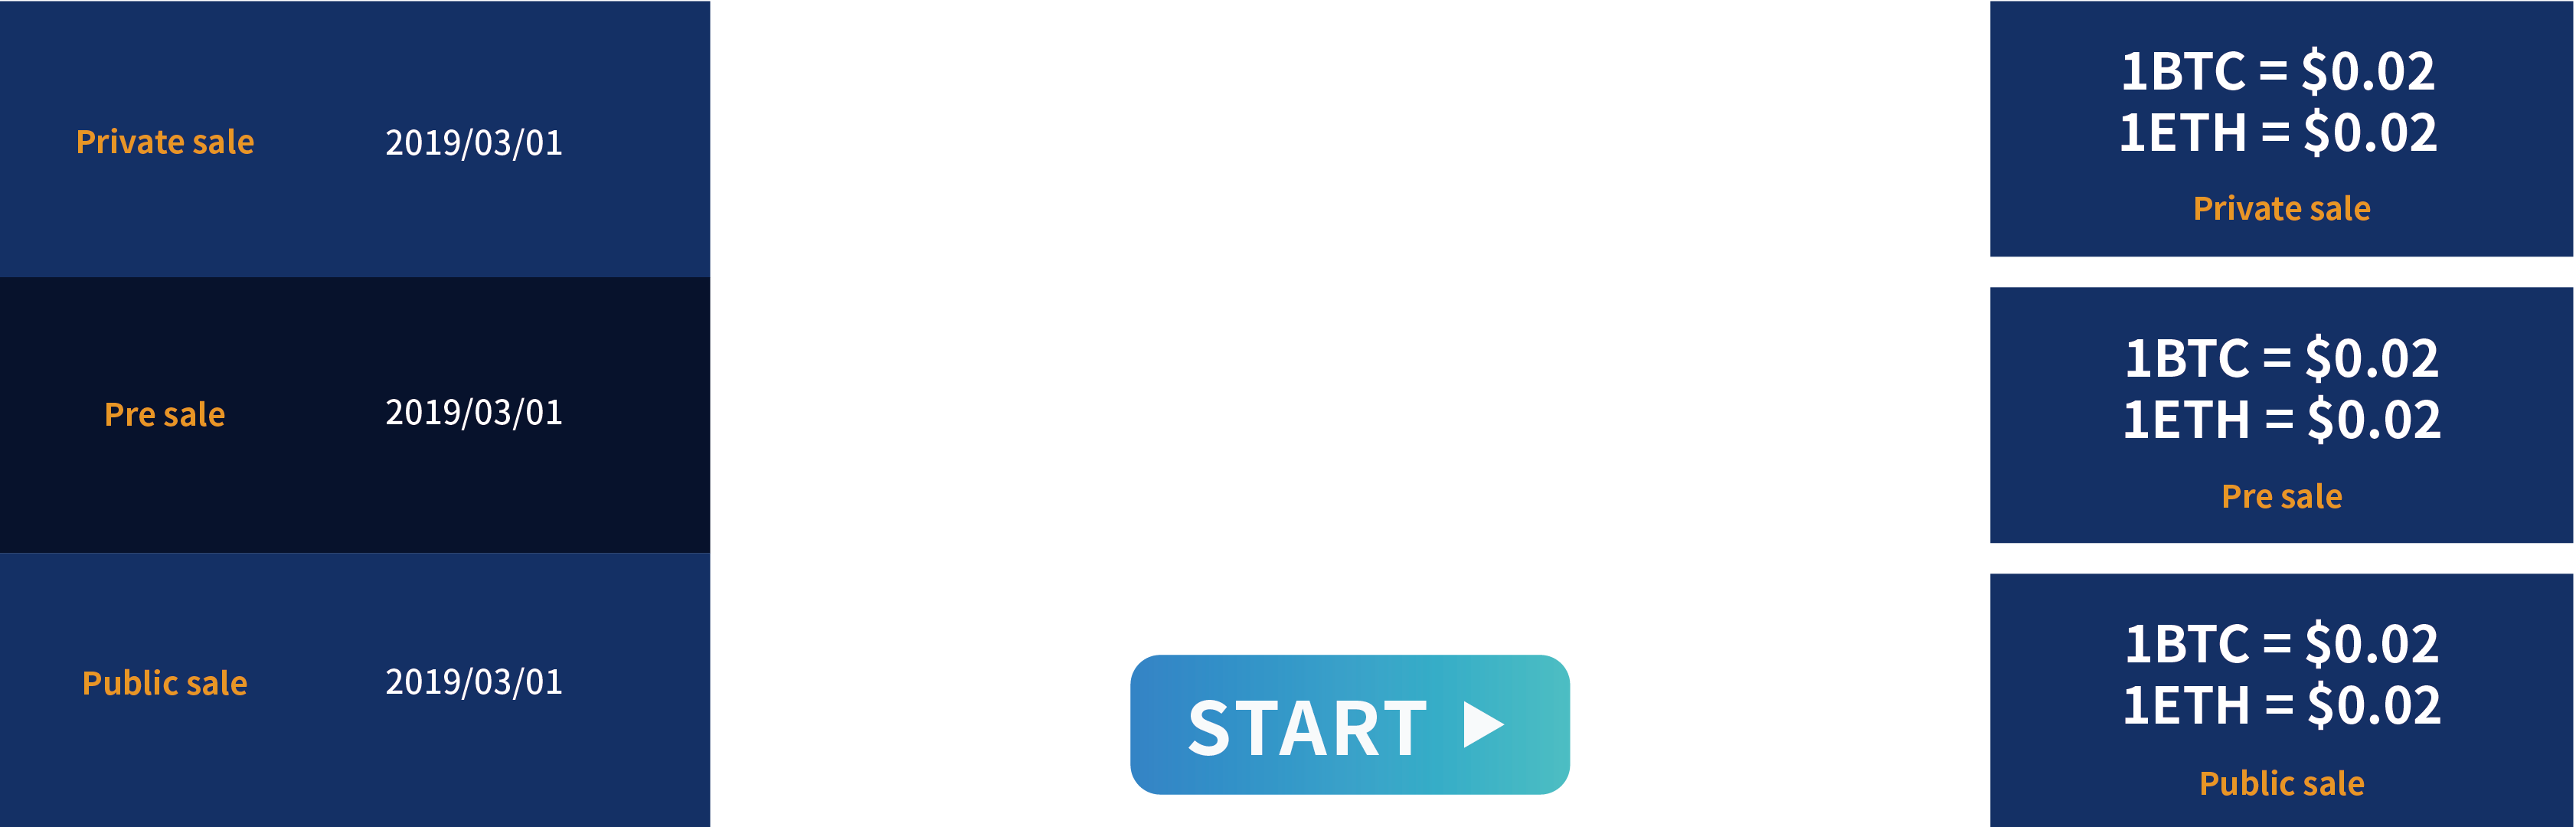 Private sale 2019/03/01
Pre sale 2019/03/01
Public sale 2019/03/01
START
1BTC = $0.02
1ETH = $0.02
Private sale
1BTC = $0.02
1ETH = $0.02
Pre sale
1BTC = $0.02
1ETH = $0.02
Public sale